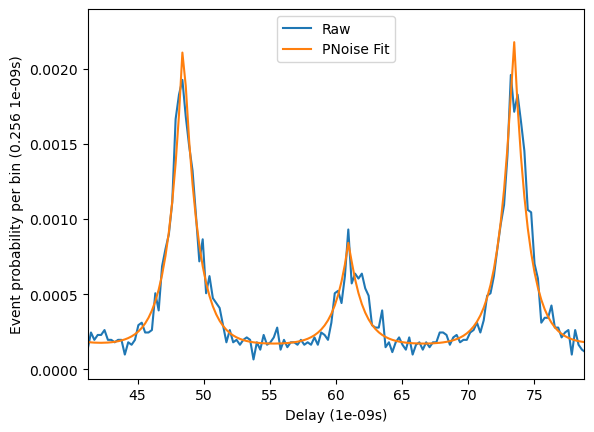 Raw
PNoise Fit
Event probability per bin (0.256 1e-09s)
0.0020
0.0015
0.0010
0.0005
0.0000
45 50 55 60 65 70 75
Delay (1e-09s)